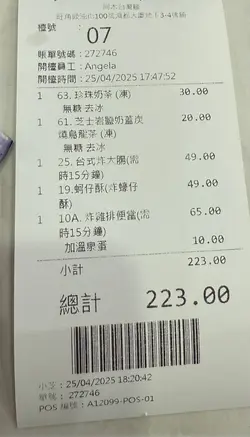 檯號：
07
帳單號碼：272746
開檯員工：Angela
開檯時間：25/04/2025 17:47:52
1 63. 珍珠奶茶 (凍) 30.00
無糖 去冰
1 61. 芝士岩鹽奶蓋炭 20.00
燒烏龍茶 (凍)
無糖 去冰
1 25. 台式炸大腸(需 49.00
時15分鐘)
1 19. 蚵仔酥(炸蠔仔 49.00
酥)
1 10A. 炸雞排便當(需 65.00
時15分鐘)
加溫泉蛋 10.00
小計 223.00
總計 223.00
小芝：25/04/2025 18:20:42
單號：272746
POS 編號：A12099-POS-01